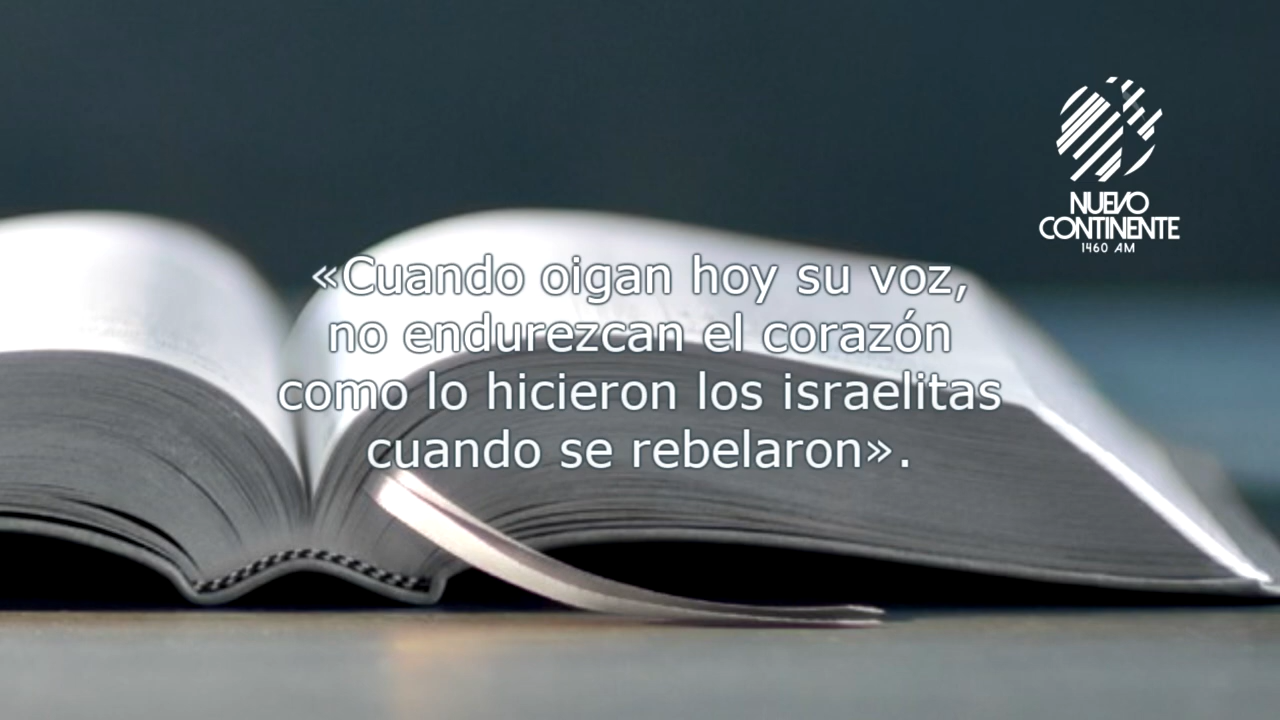 NUEVO
CONTINENTE
1460 AM
«Cuando oigan hoy su voz,
no endurezcan el corazón
como lo hicieron los israelitas
cuando se rebelaron».